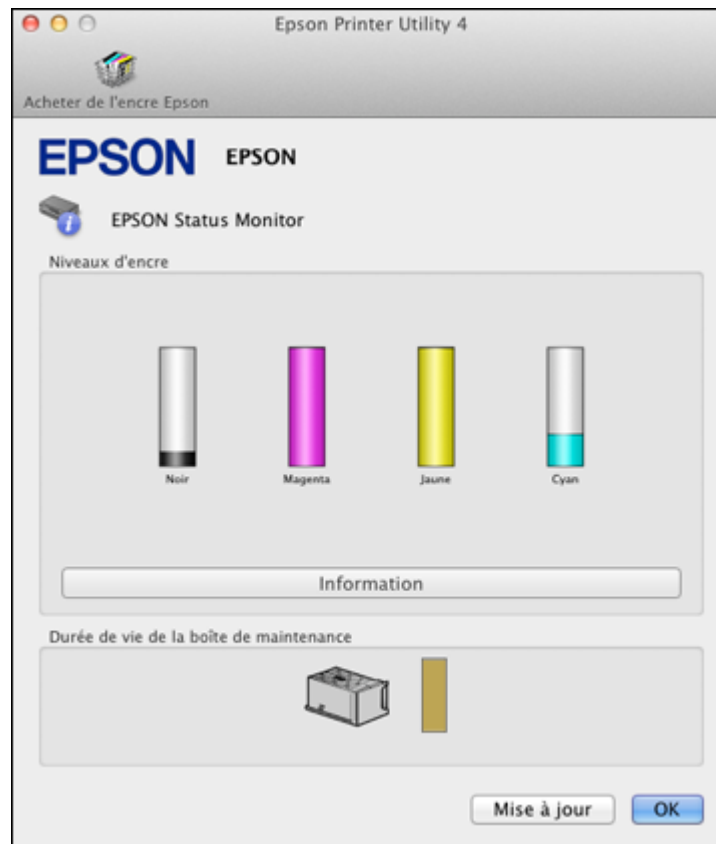 Epson Printer Utility 4
Acheter de l'encre Epson
EPSON EPSON
EPSON Status Monitor
Niveaux d'encre
Noir Magenta Jaune Cyan
Information
Durée de vie de la boîte de maintenance
Mise à jour OK